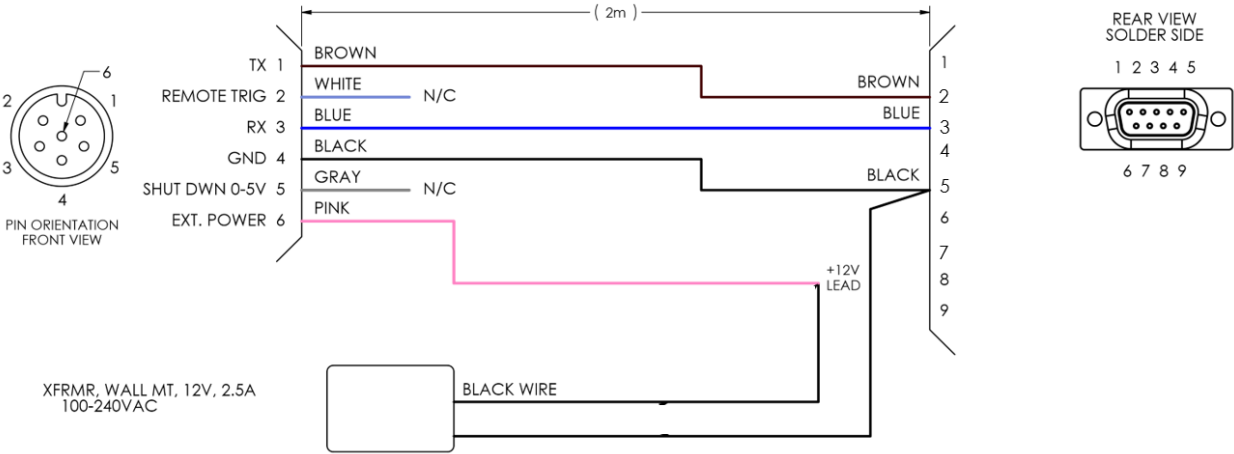 ( 2m )
REAR VIEW
SOLDER SIDE
1 2 3 4 5
6 7 8 9
6
2
1
3
5
4
PIN ORIENTATION
FRONT VIEW
TX 1 BROWN
REMOTE TRIG 2 WHITE N/C
RX 3 BLUE
GND 4 BLACK
SHUT DWN 0-5V 5 GRAY N/C
EXT. POWER 6 PINK
1
BROWN 2
BLUE 3
4
BLACK 5
6
7
8
9
+12V
LEAD
XFRMR, WALL MT, 12V, 2.5A
100-240VAC
BLACK WIRE